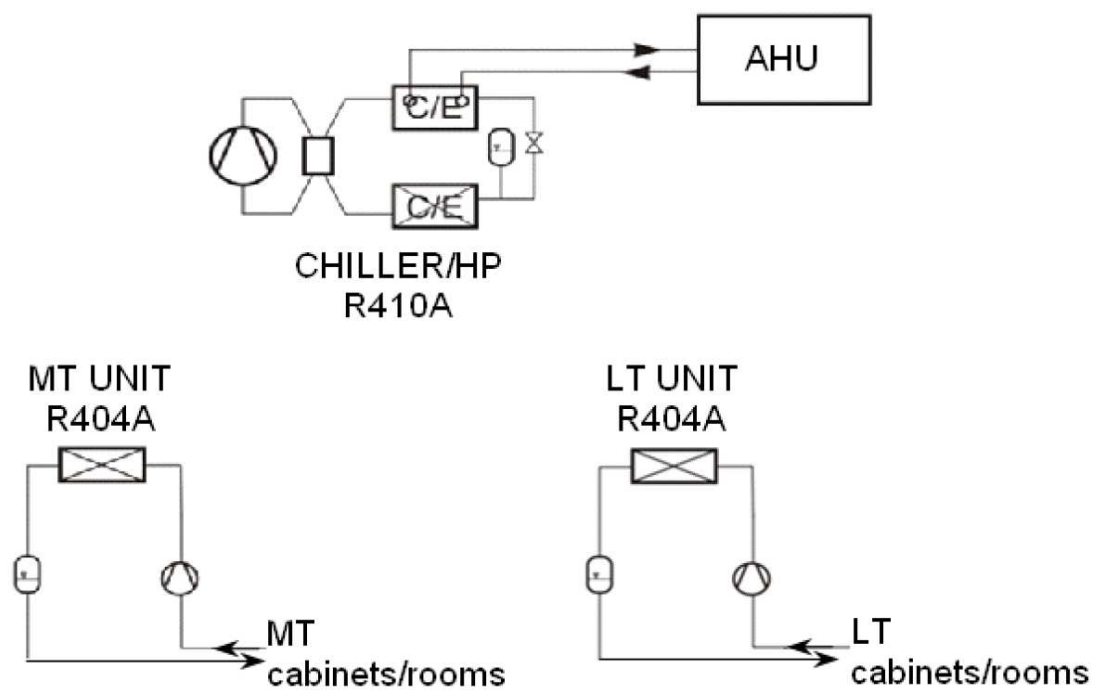 AHU
C/E
C/E
CHILLER/HP
R410A
MT UNIT
R404A
LT UNIT
R404A
MT
cabinets/rooms
LT
cabinets/rooms